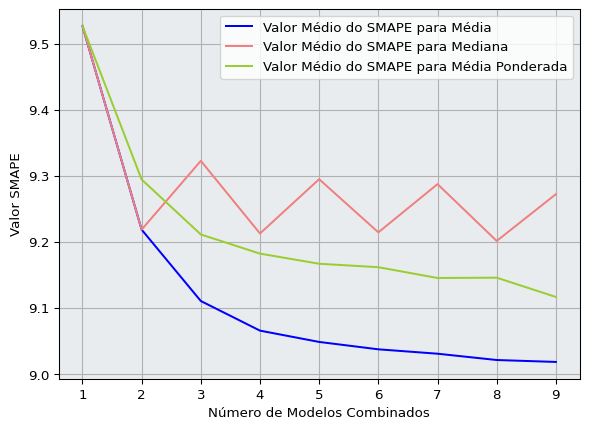 Valor Médio do SMAPE para Média
Valor Médio do SMAPE para Mediana
Valor Médio do SMAPE para Média Ponderada
Valor SMAPE
9.5
9.4
9.3
9.2
9.1
9.0
1 2 3 4 5 6 7 8 9
Número de Modelos Combinados